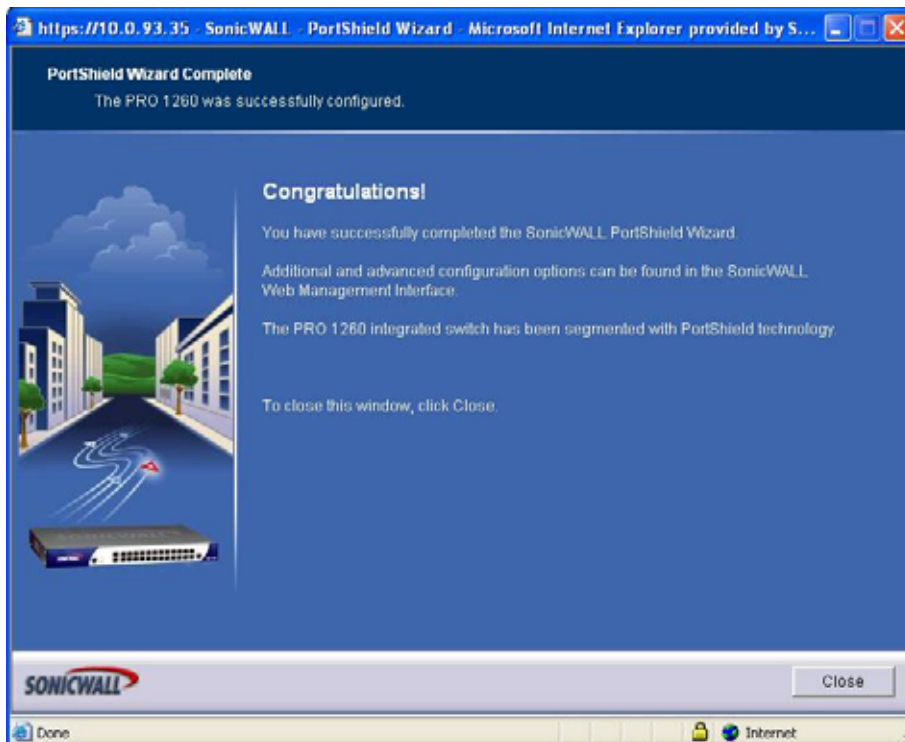 https://10.0.93.35 - SonicWALL - PortShield Wizard - Microsoft Internet Explorer provided by S...
PortShield Wizard Complete
The PRO 1260 was successfully configured.
Congratulations!
You have successfully completed the SonicWALL PortShield Wizard.
Additional and advanced configuration options can be found in the SonicWALL
Web Management Interface.
The PRO 1260 integrated switch has been segmented with PortShield technology.
To close this window, click Close.
SONICWALL
SONICWALL
Close
Done
Internet